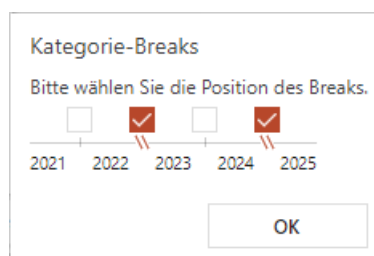 Kategorie-Breaks
Bitte wählen Sie die Position des Breaks.
2021 2022 2023 2024 2025
OK